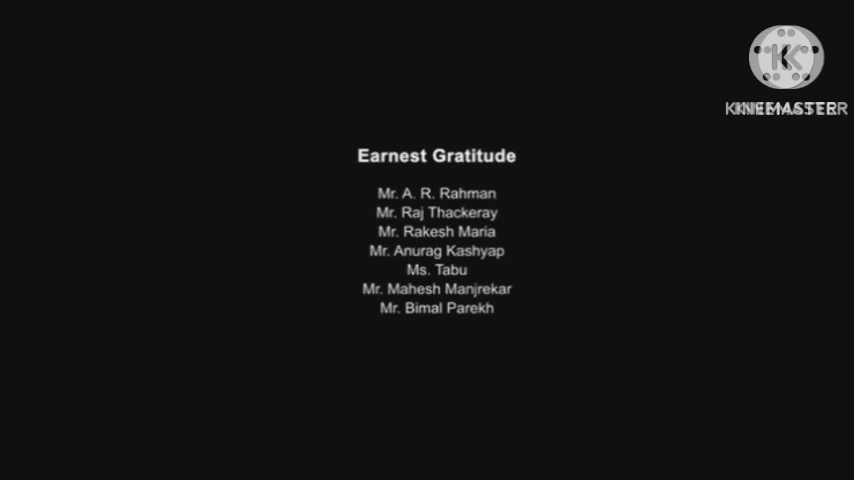 KINEMASTER
Earnest Gratitude
Mr. A. R. Rahman
Mr. Raj Thackeray
Mr. Rakesh Maria
Mr. Anurag Kashyap
Ms. Tabu
Mr. Mahesh Manjrekar
Mr. Bimal Parekh